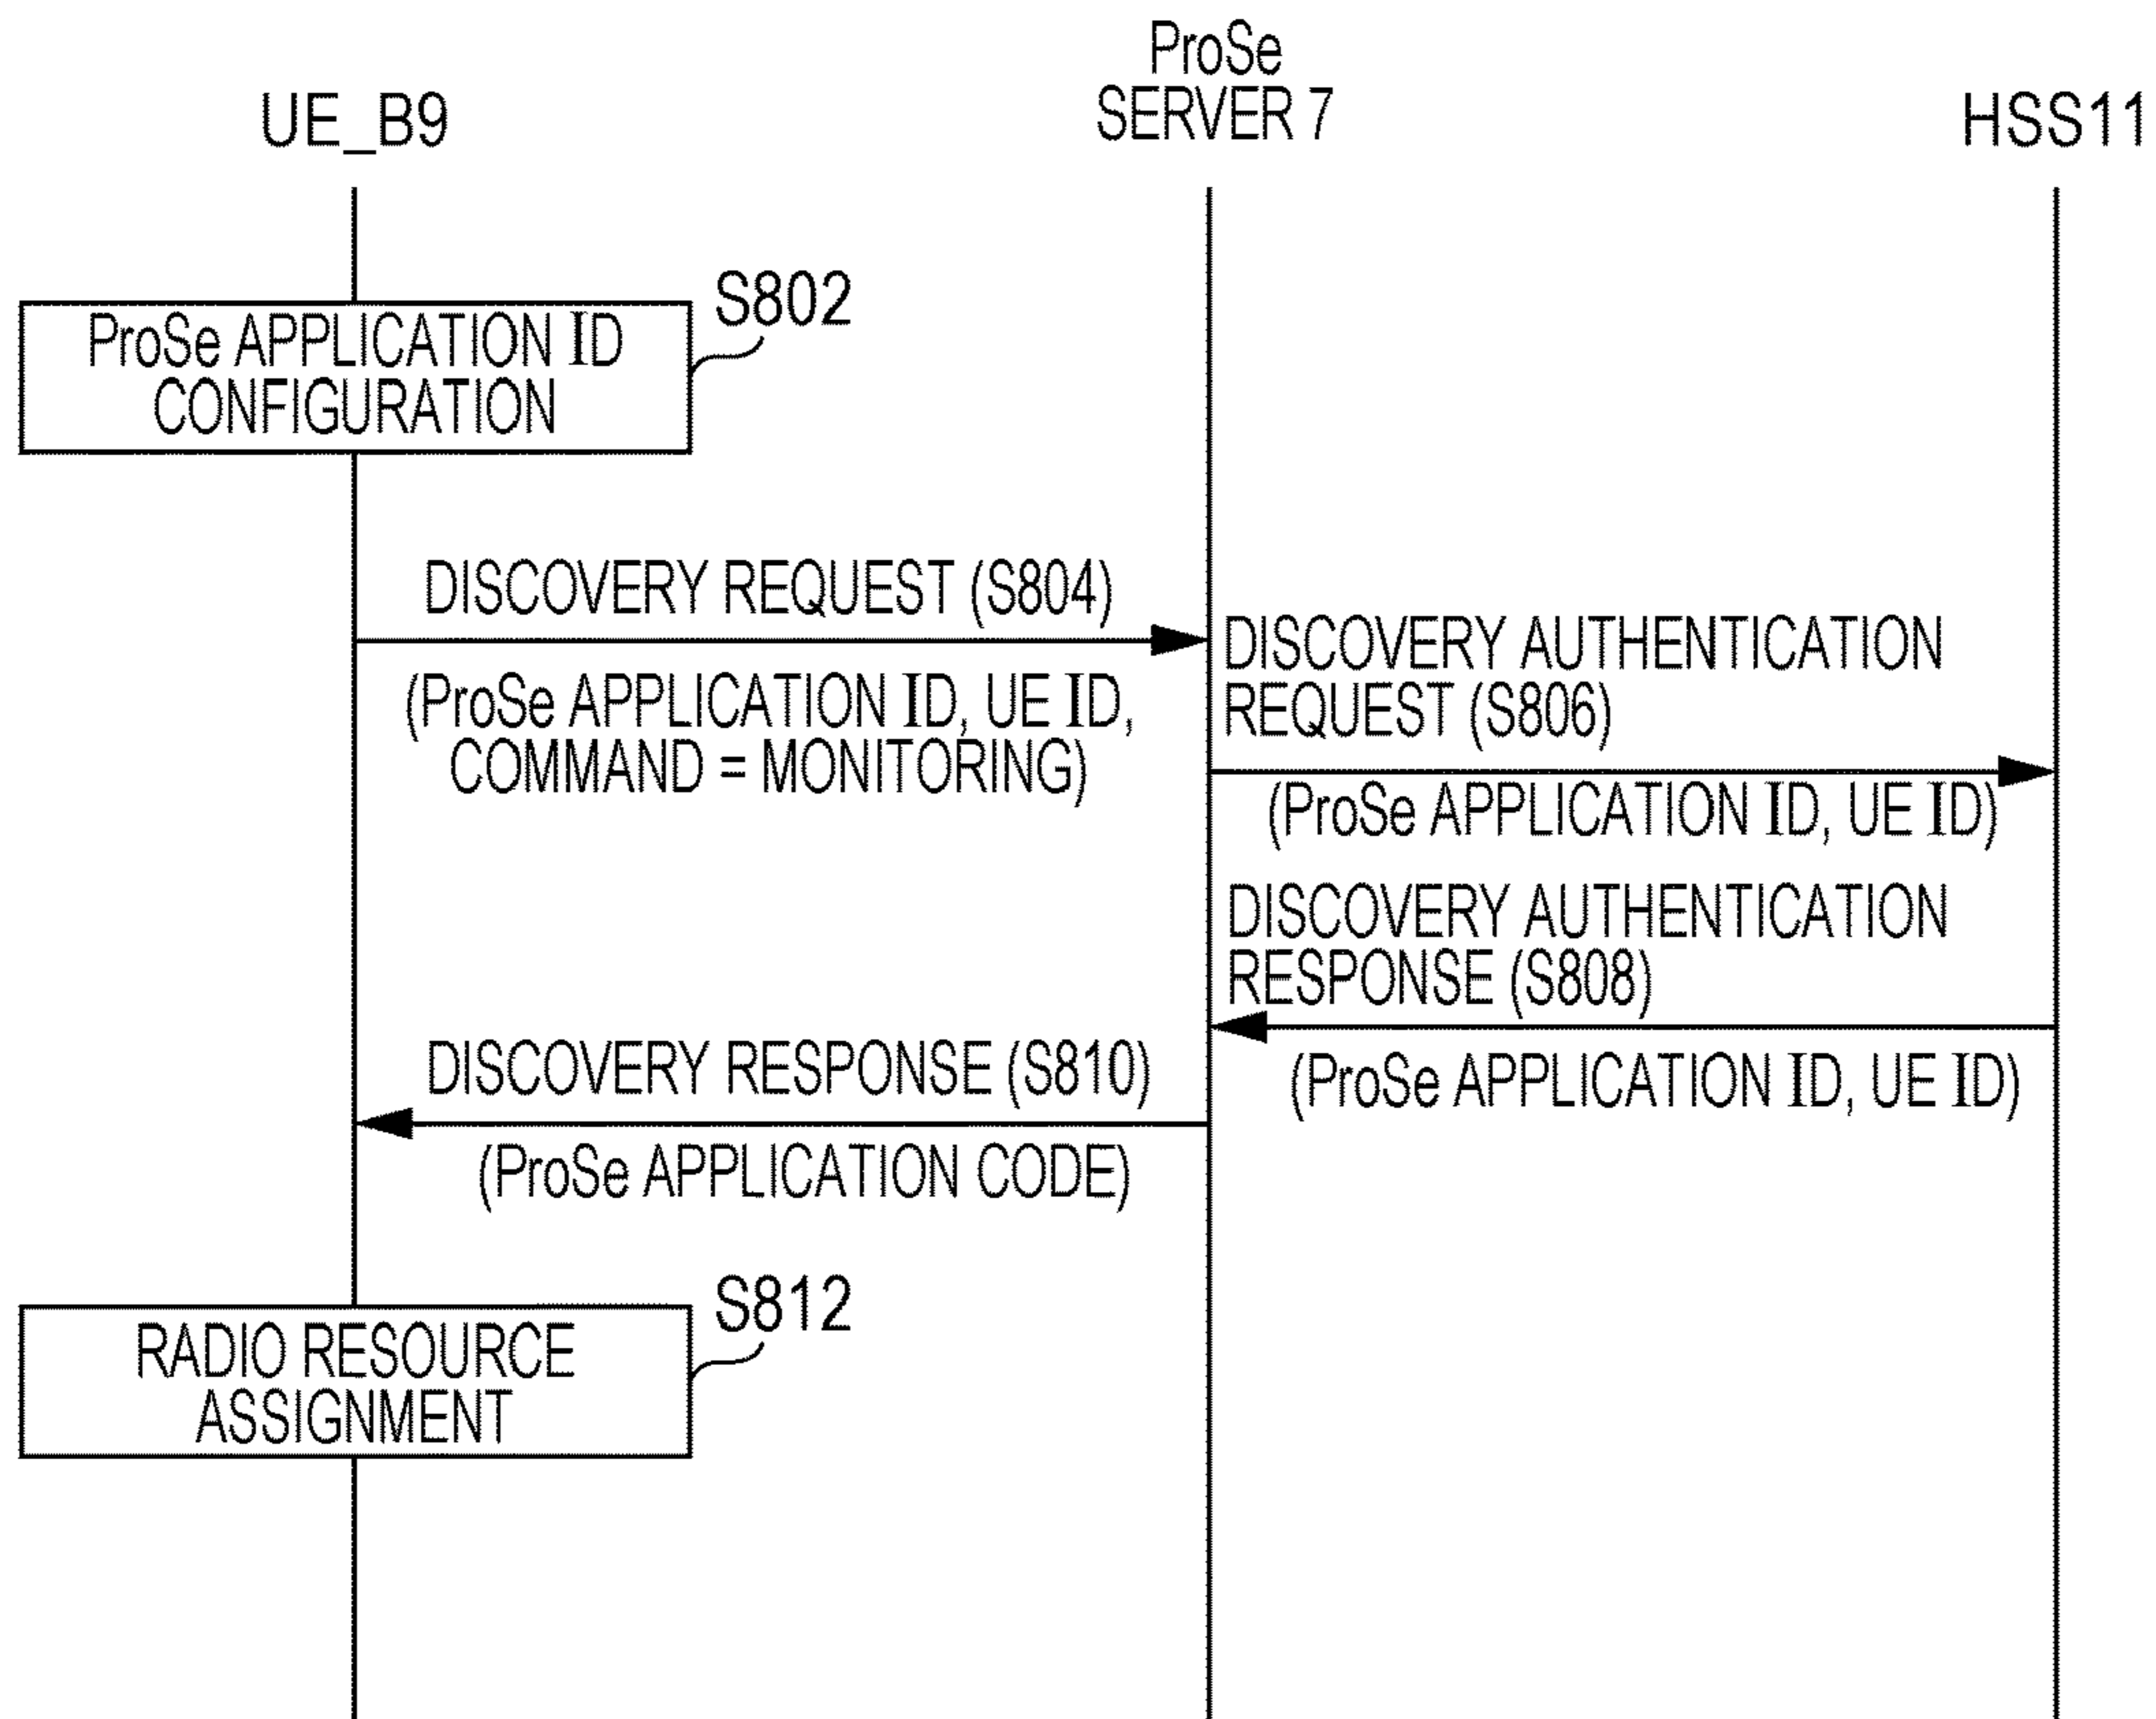 UE_B9
ProSe
SERVER 7
HSS11
S802
ProSe APPLICATION ID
CONFIGURATION
DISCOVERY REQUEST (S804)
(ProSe APPLICATION ID, UE ID,
COMMAND = MONITORING)
DISCOVERY AUTHENTICATION
REQUEST (S806)
(ProSe APPLICATION ID, UE ID)
DISCOVERY AUTHENTICATION
RESPONSE (S808)
(ProSe APPLICATION ID, UE ID)
DISCOVERY RESPONSE (S810)
(ProSe APPLICATION CODE)
S812
RADIO RESOURCE
ASSIGNMENT